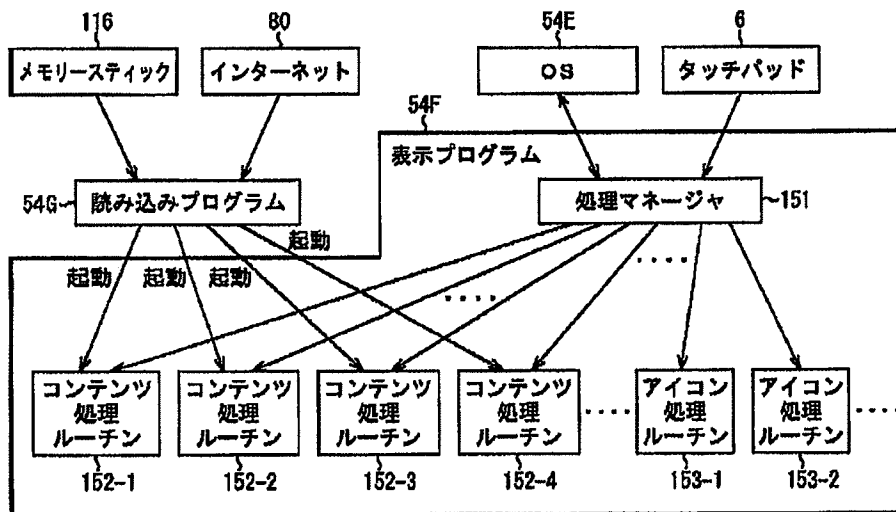 116
80
54E
6
メモリースティック
インターネット
OS
タッチパッド
54F
表示プログラム
54G
読み込みプログラム
処理マネージャ
151
起動
起動
起動
起動
‥‥
‥‥
コンテンツ
処理
ルーチン
コンテンツ
処理
ルーチン
コンテンツ
処理
ルーチン
コンテンツ
処理
ルーチン
‥‥
アイコン
処理
ルーチン
アイコン
処理
ルーチン
‥‥
152-1
152-2
152-3
152-4
153-1
153-2